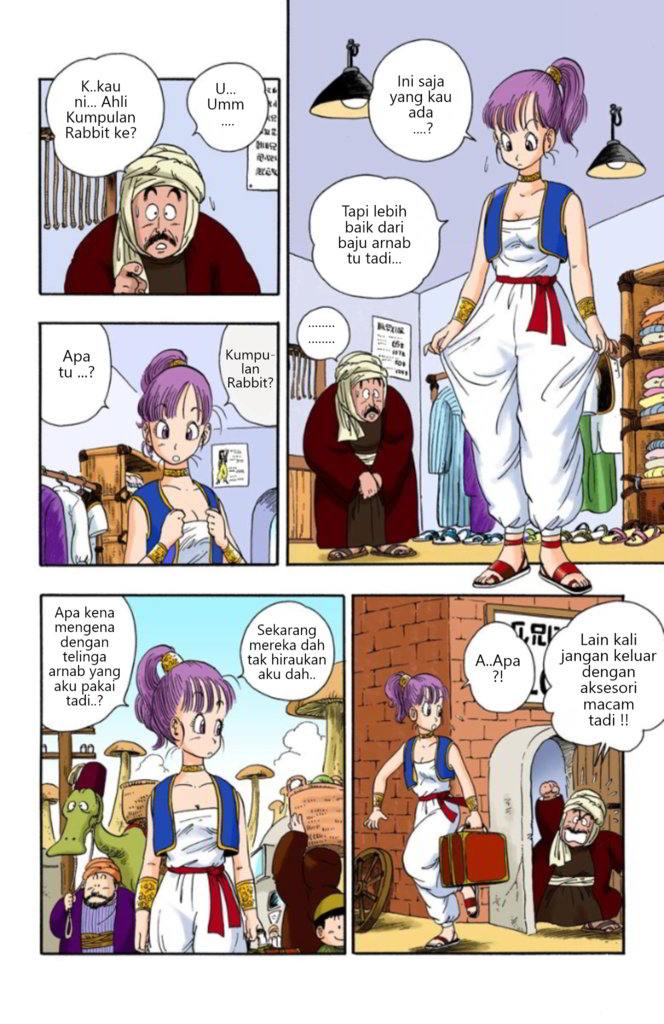 Ini saja
yang kau
ada
....?
Tapi lebih
baik dari
baju arnab
tu tadi...
........
........
U...
Umm
....
K..kau
ni... Ahli
Kumpulan
Rabbit ke?
Kumpu-
lan
Rabbit?
Apa
tu ...?
Lain kali
jangan keluar
dengan
aksesori
macam
tadi !!
A..Apa
?!
Sekarang
mereka dah
tak hiraukan
aku dah..
Apa kena
mengena
dengan
telinga
arnab yang
aku pakai
tadi..?